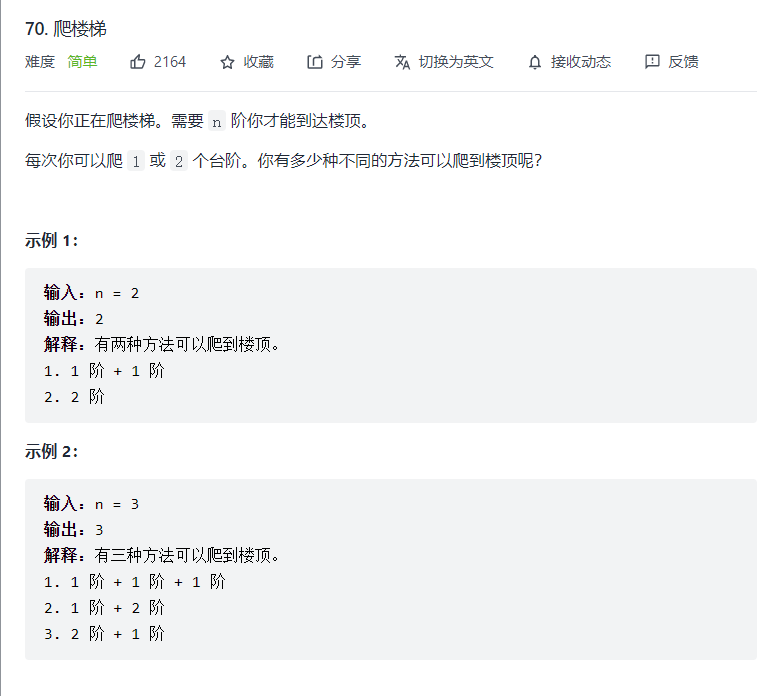 70. 爬楼梯
难度 简单 2164 收藏 分享 切换为英文 接收动态 反馈
假设你正在爬楼梯。需要 n 阶你才能到达楼顶。
每次你可以爬 1 或 2 个台阶。你有多少种不同的方法可以爬到楼顶呢?
示例 1:
输入：n = 2
输出：2
解释：有两种方法可以爬到楼顶。
1. 1 阶 + 1 阶
2. 2 阶
示例 2:
输入：n = 3
输出：3
解释：有三种方法可以爬到楼顶。
1. 1 阶 + 1 阶 + 1 阶
2. 1 阶 + 2 阶
3. 2 阶 + 1 阶